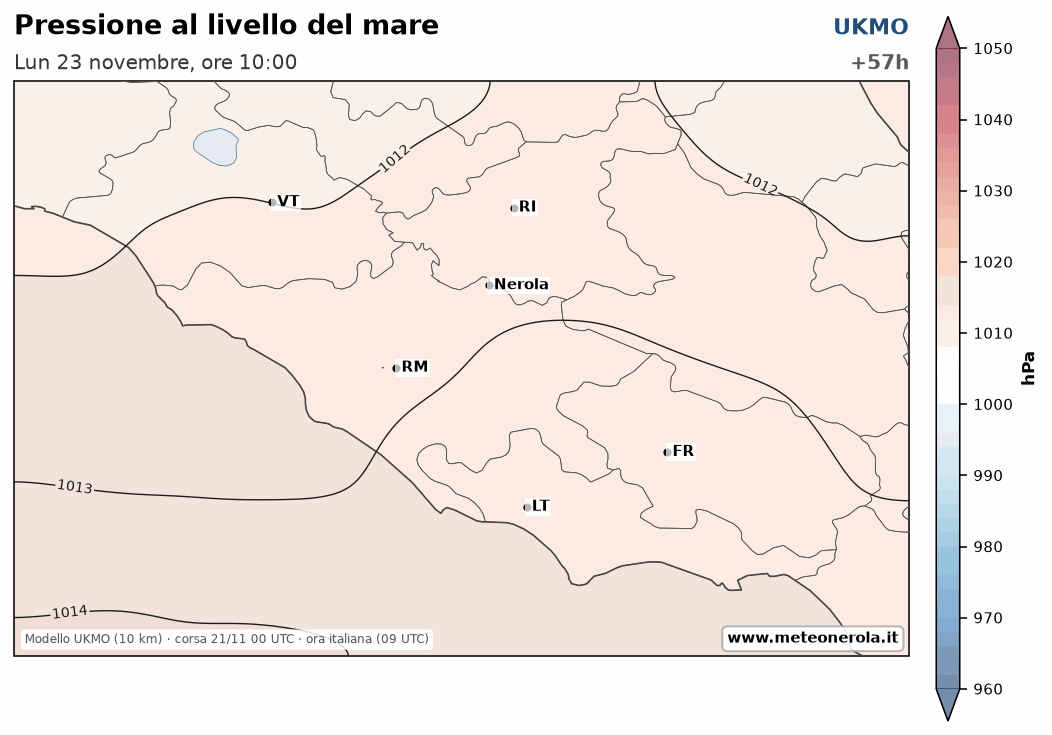 Pressione al livello del mare
UKMO
Lun 23 novembre, ore 10:00
+57h
1012
1012
VT
RI
Nerola
RM
FR
LT
1013
1014
Modello UKMO (10 km) · corsa 21/11 00 UTC · ora italiana (09 UTC)
www.meteonerola.it
1050
1040
1030
1020
1010
1000
990
980
970
960
hPa